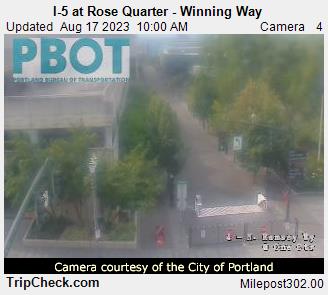 I-5 at Rose Quarter - Winning Way
Updated Aug 17 2023 10:00 AM Camera 4
PBOT
PORTLAND BUREAU OF TRANSPORTATION
Camera courtesy of the City of Portland
TripCheck.com Milepost302.00